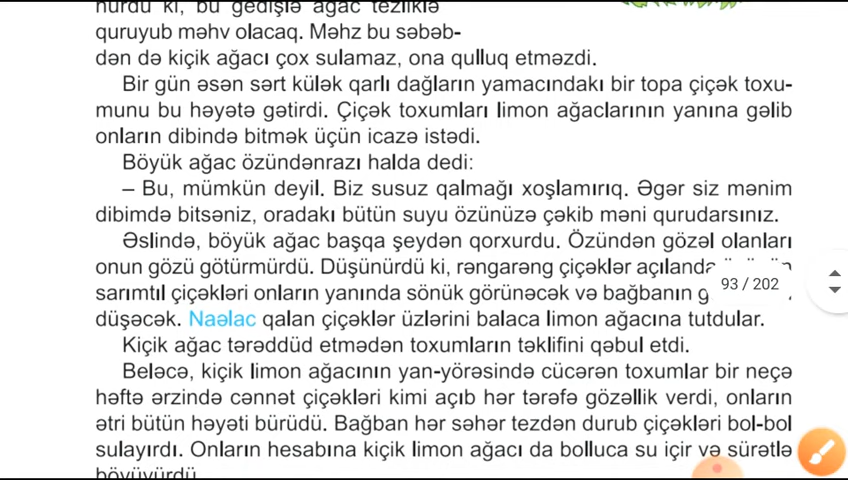 nurdu ki, bu gedişlə ağac tezliklə
quruyub məhv olacaq. Məhz bu səbəb-
dən də kiçik ağacı çox sulamaz, ona qulluq etməzdi.
Bir gün əsən sərt külək qarlı dağların yamacındakı bir topa çiçək toxu-
munu bu həyətə gətirdi. Çiçək toxumları limon ağaclarının yanına gəlib
onların dibində bitmək üçün icazə istədi.
Böyük ağac özündənrazı halda dedi:
– Bu, mümkün deyil. Biz susuz qalmağı xoşlamırıq. Əgər siz mənim
dibimdə bitsəniz, oradakı bütün suyu özünüzə çəkib məni qurudarsınız.
Əslində, böyük ağac başqa şeydən qorxurdu. Özündən gözəl olanları
onun gözü götürmürdü. Düşünürdü ki, rəngarəng çiçəklər açılanda
sarımtıl çiçəkləri onların yanında sönük görünəcək və bağbanın
93 / 202
düşəcək. Naəlac qalan çiçəklər üzlərini balaca limon ağacına tutdular.
Kiçik ağac tərəddüd etmədən toxumların təklifini qəbul etdi.
Beləcə, kiçik limon ağacının yan-yörəsində cücərən toxumlar bir neçə
həftə ərzində cənnət çiçəkləri kimi açıb hər tərəfə gözəllik verdi, onların
ətri bütün həyəti bürüdü. Bağban hər səhər tezdən durub çiçəkləri bol-bol
sulayırdı. Onların hesabına kiçik limon ağacı da bolluca su içir və sürətlə
böyüyürdü.